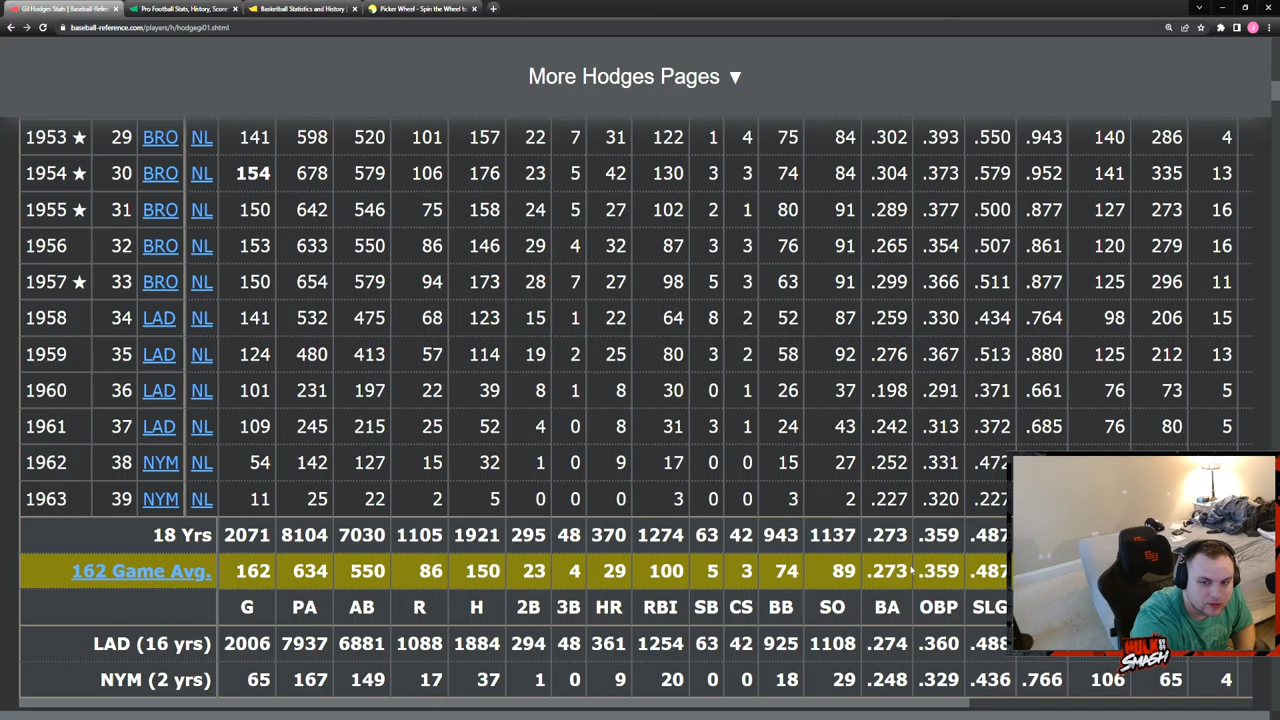 Gil Hodges Stats | Baseball-Refere
Pro Football Stats, History, Score
Basketball Statistics and History |
Picker Wheel - Spin the Wheel to
baseball-reference.com/players/h/hodgegi01.shtml
More Hodges Pages ▼
1953 ★ 29 BRO NL 141 598 520 101 157 22 7 31 122 1 4 75 84 .302 .393 .550 .943 140 286 4
1954 ★ 30 BRO NL 154 678 579 106 176 23 5 42 130 3 3 74 84 .304 .373 .579 .952 141 335 13
1955 ★ 31 BRO NL 150 642 546 75 158 24 5 27 102 2 1 80 91 .289 .377 .500 .877 127 273 16
1956 32 BRO NL 153 633 550 86 146 29 4 32 87 3 3 76 91 .265 .354 .507 .861 120 279 16
1957 ★ 33 BRO NL 150 654 579 94 173 28 7 27 98 5 3 63 91 .299 .366 .511 .877 125 296 11
1958 34 LAD NL 141 532 475 68 123 15 1 22 64 8 2 52 87 .259 .330 .434 .764 98 206 15
1959 35 LAD NL 124 480 413 57 114 19 2 25 80 3 2 58 92 .276 .367 .513 .880 125 212 13
1960 36 LAD NL 101 231 197 22 39 8 1 8 30 0 1 26 37 .198 .291 .371 .661 76 73 5
1961 37 LAD NL 109 245 215 25 52 4 0 8 31 3 1 24 43 .242 .313 .372 .685 76 80 5
1962 38 NYM NL 54 142 127 15 32 1 0 9 17 0 0 15 27 .252 .331 .472
1963 39 NYM NL 11 25 22 2 5 0 0 0 3 0 0 3 2 .227 .320 .227
18 Yrs 2071 8104 7030 1105 1921 295 48 370 1274 63 42 943 1137 .273 .359 .487
162 Game Avg. 162 634 550 86 150 23 4 29 100 5 3 74 89 .273 .359 .487
G PA AB R H 2B 3B HR RBI SB CS BB SO BA OBP SLG
LAD (16 yrs) 2006 7937 6881 1088 1884 294 48 361 1254 63 42 925 1108 .274 .360 .488
NYM (2 yrs) 65 167 149 17 37 1 0 9 20 0 0 18 29 .248 .329 .436 .766 106 65 4
HULK
SMASH